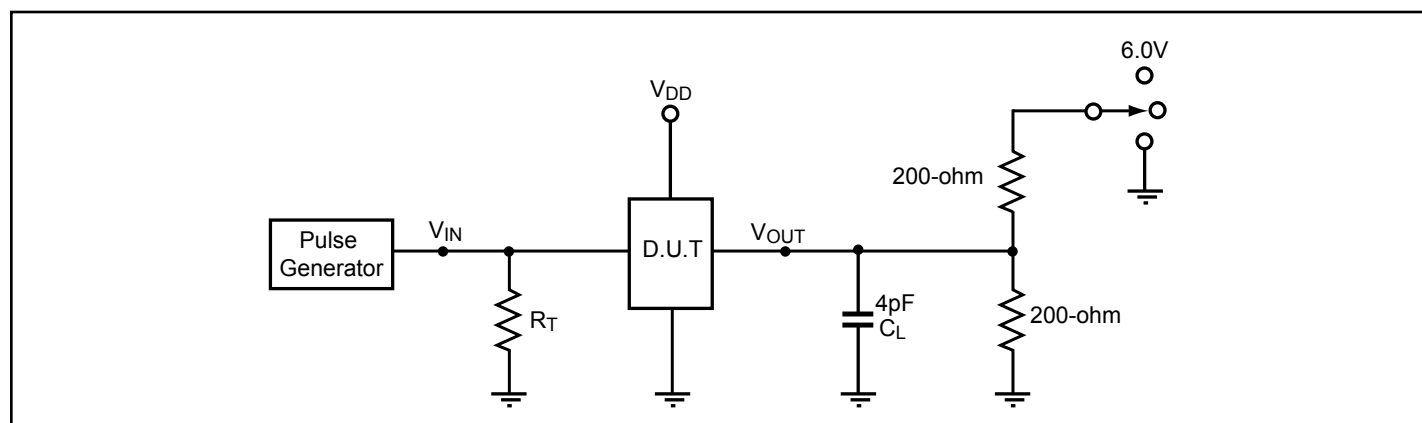 6.0V
VDD
200-ohm
Pulse
Generator
VIN
D.U.T
VOUT
RT
4pF
CL
200-ohm